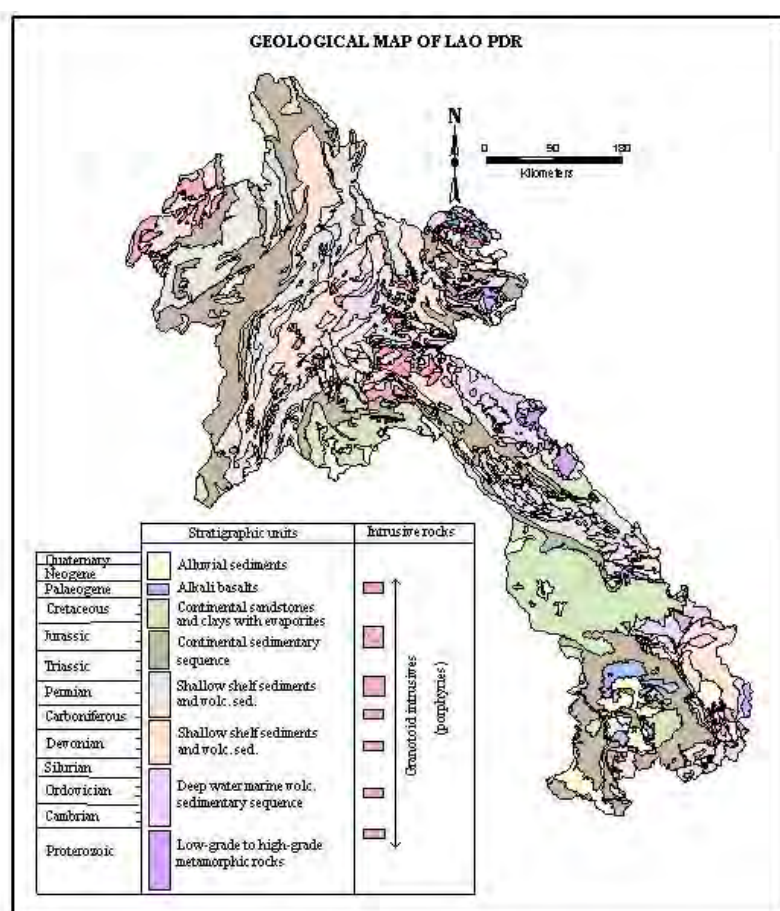 GEOLOGICAL MAP OF LAO PDR
N
0 90 180
Kilometers
Stratigraphic units
Intrusive rocks
Quaternary
Neogene
Palaeogene
Cretaceous
Jurassic
Triassic
Permian
Carboniferous
Devonian
Silurian
Ordovician
Cambrian
Proterozoic
Alluvial sediments
Alkali basalts
Continental sandstones
and clays with evaporites
Continental sedimentary
sequence
Shallow shelf sediments
and volc. sed.
Shallow shelf sediments
and volc. sed.
Deep water marine volc.
sedimentary sequence
Low-grade to high-grade
metamorphic rocks
Granotoid intrusives
(porphyries)